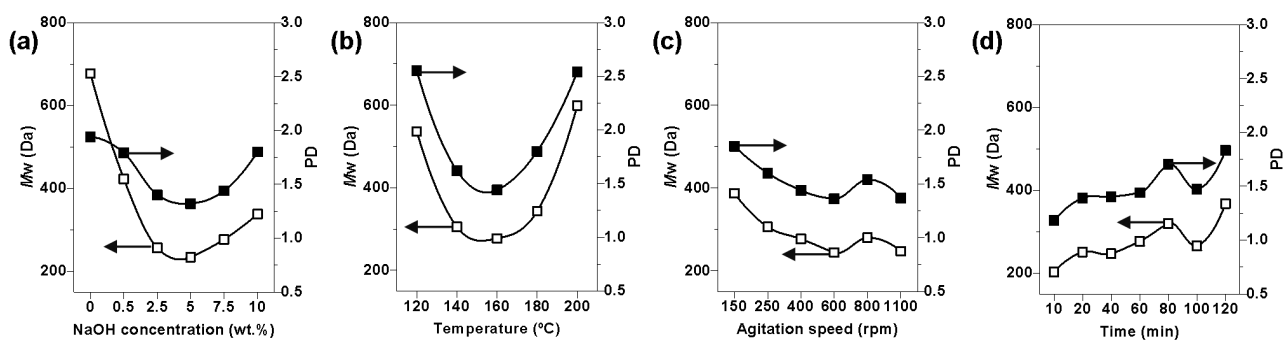 (a)
800
600
400
200
Mw (Da)
3.0
2.5
2.0
1.5
1.0
0.5
PD
0 0.5 2.5 5 7.5 10
NaOH concentration (wt.%)
(b)
800
600
400
200
Mw (Da)
3.0
2.5
2.0
1.5
1.0
0.5
PD
120 140 160 180 200
Temperature (ºC)
(c)
800
600
400
200
Mw (Da)
3.0
2.5
2.0
1.5
1.0
0.5
PD
150 250 400 600 800 1100
Agitation speed (rpm)
(d)
800
600
400
200
Mw (Da)
3.0
2.5
2.0
1.5
1.0
0.5
PD
10 20 40 60 80 100 120
Time (min)